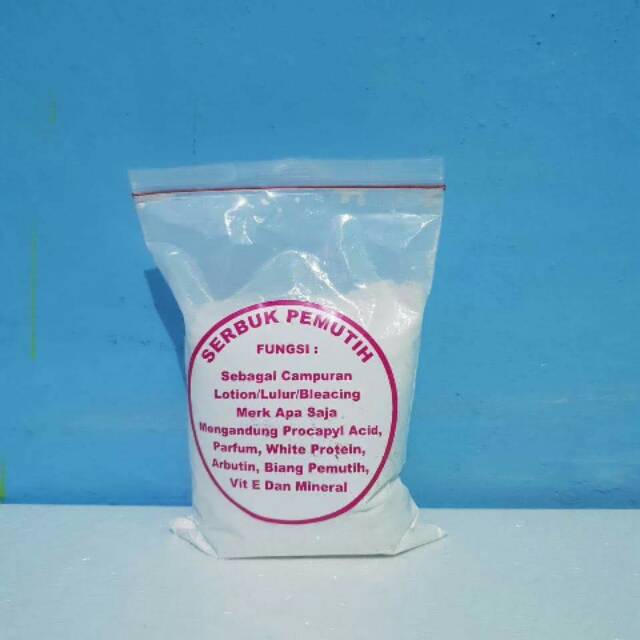 SERBUK PEMUTIH
FUNGSI :
Sebagai Campuran
Lotion/Lulur/Bleacing
Merk Apa Saja
Mengandung Procapyl Acid,
Parfum, White Protein,
Arbutin, Biang Pemutih,
Vit E Dan Mineral